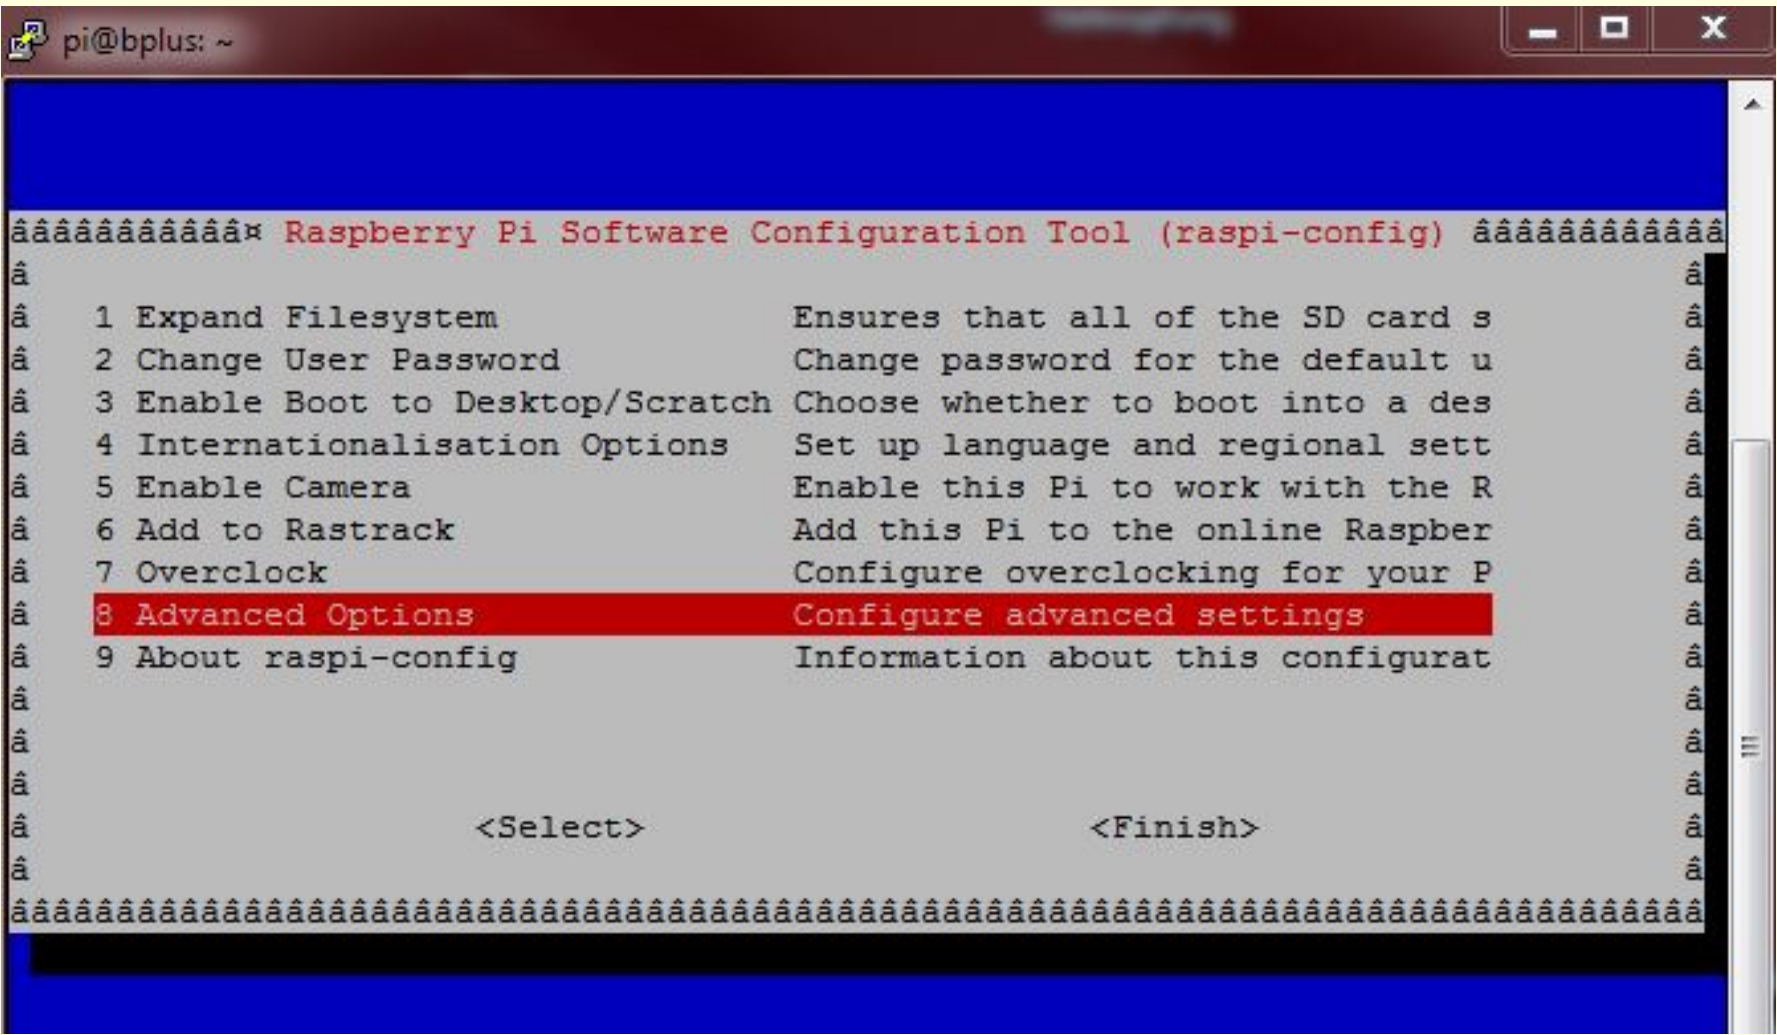 pi@bplus: ~
âââââââââââ¤ Raspberry Pi Software Configuration Tool (raspi-config) ââââââââââââ
â â
â 1 Expand Filesystem Ensures that all of the SD card s â
â 2 Change User Password Change password for the default u â
â 3 Enable Boot to Desktop/Scratch Choose whether to boot into a des â
â 4 Internationalisation Options Set up language and regional sett â
â 5 Enable Camera Enable this Pi to work with the R â
â 6 Add to Rastrack Add this Pi to the online Raspber â
â 7 Overclock Configure overclocking for your P â
â 8 Advanced Options Configure advanced settings â
â 9 About raspi-config Information about this configurat â
â â
â â
â â
â <Select> <Finish> â
â â
ââââââââââââââââââââââââââââââââââââââââââââââââââââââââââââââââââââââââââââââââ